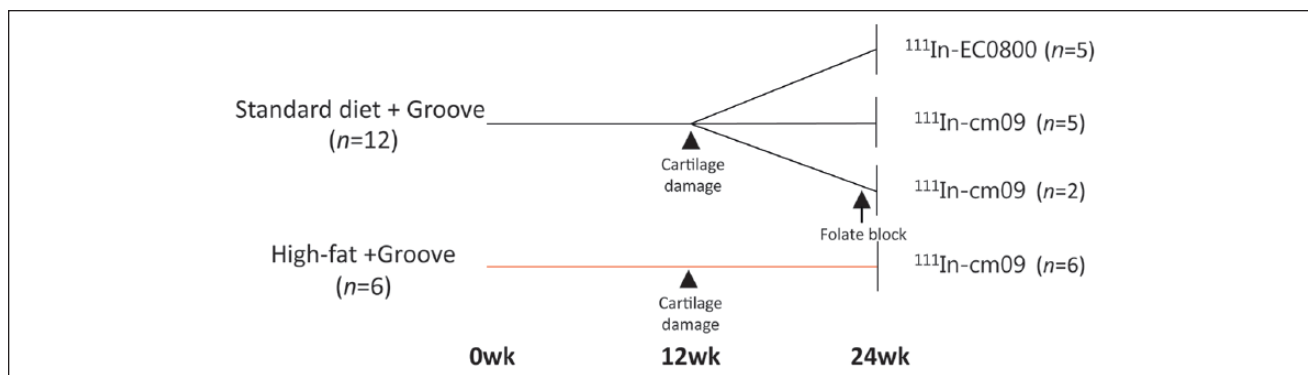 ¹¹¹In-EC0800 (n=5)
Standard diet + Groove
(n=12)
¹¹¹In-cm09 (n=5)
Cartilage
damage
¹¹¹In-cm09 (n=2)
Folate block
High-fat +Groove
(n=6)
¹¹¹In-cm09 (n=6)
Cartilage
damage
0wk 12wk 24wk